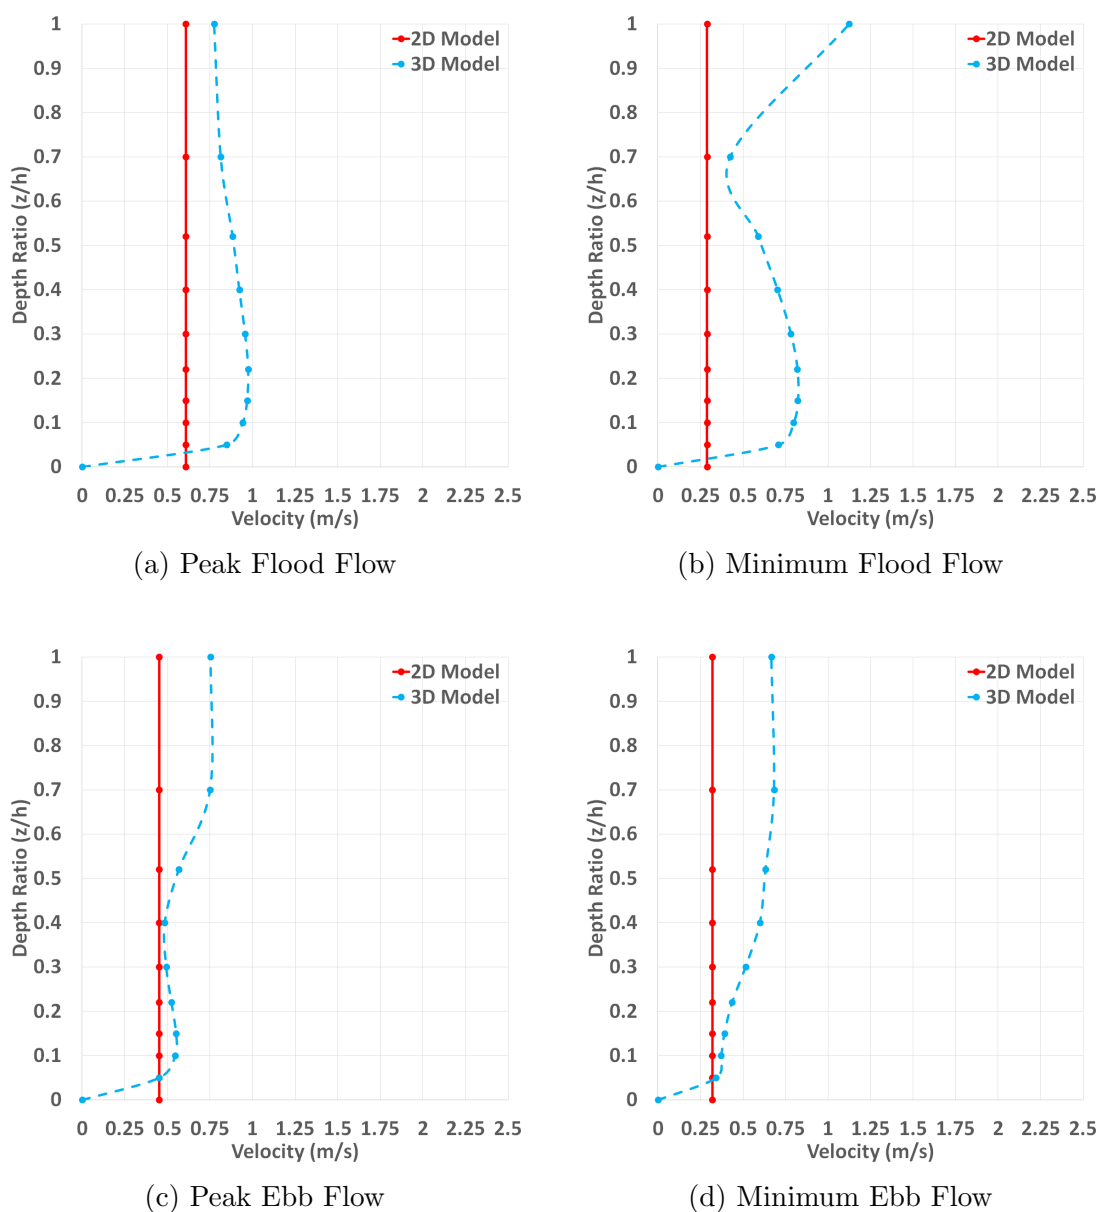 1
0.9
0.8
0.7
0.6
0.5
0.4
0.3
0.2
0.1
0
Depth Ratio (z/h)
2D Model
3D Model
0 0.25 0.5 0.75 1 1.25 1.5 1.75 2 2.25 2.5
Velocity (m/s)
(a) Peak Flood Flow
1
0.9
0.8
0.7
0.6
0.5
0.4
0.3
0.2
0.1
0
Depth Ratio (z/h)
2D Model
3D Model
0 0.25 0.5 0.75 1 1.25 1.5 1.75 2 2.25 2.5
Velocity (m/s)
(b) Minimum Flood Flow
1
0.9
0.8
0.7
0.6
0.5
0.4
0.3
0.2
0.1
0
Depth Ratio (z/h)
2D Model
3D Model
0 0.25 0.5 0.75 1 1.25 1.5 1.75 2 2.25 2.5
Velocity (m/s)
(c) Peak Ebb Flow
1
0.9
0.8
0.7
0.6
0.5
0.4
0.3
0.2
0.1
0
Depth Ratio (z/h)
2D Model
3D Model
0 0.25 0.5 0.75 1 1.25 1.5 1.75 2 2.25 2.5
Velocity (m/s)
(d) Minimum Ebb Flow